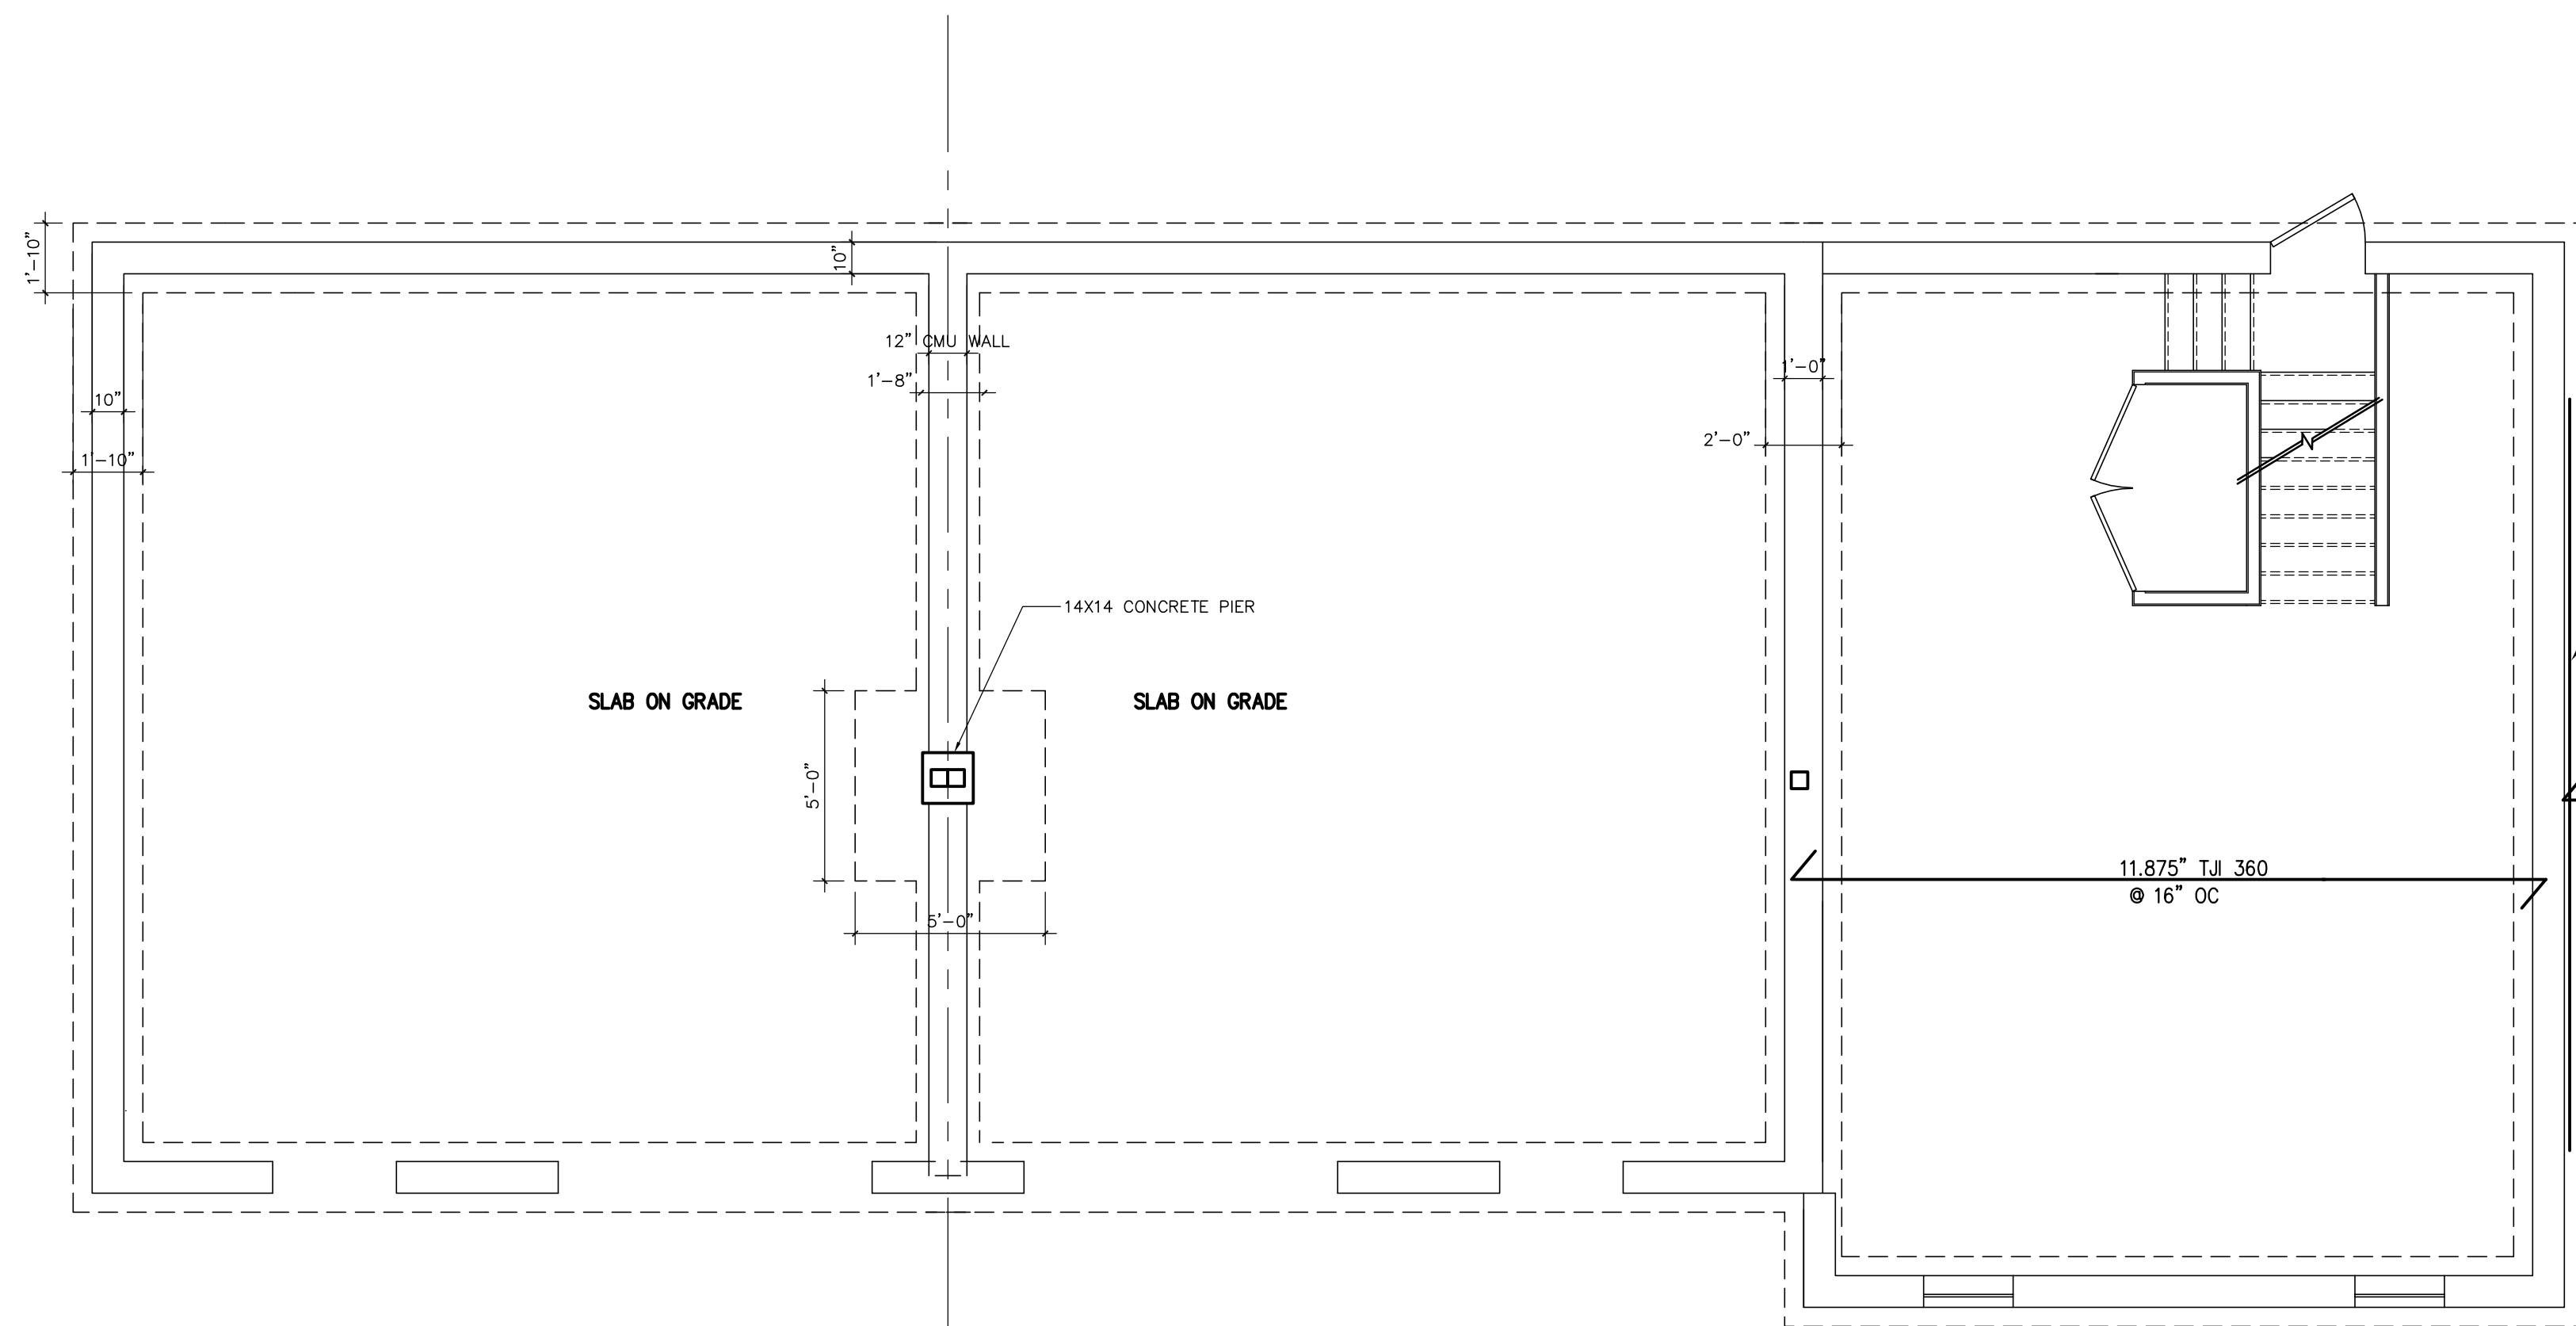 1'-10"
10"
12" CMU WALL
1'-8"
1'-0"
10"
2'-0"
1'-10"
14X14 CONCRETE PIER
SLAB ON GRADE
SLAB ON GRADE
5'-0"
11.875" TJI 360
@ 16" OC
5'-0"
N